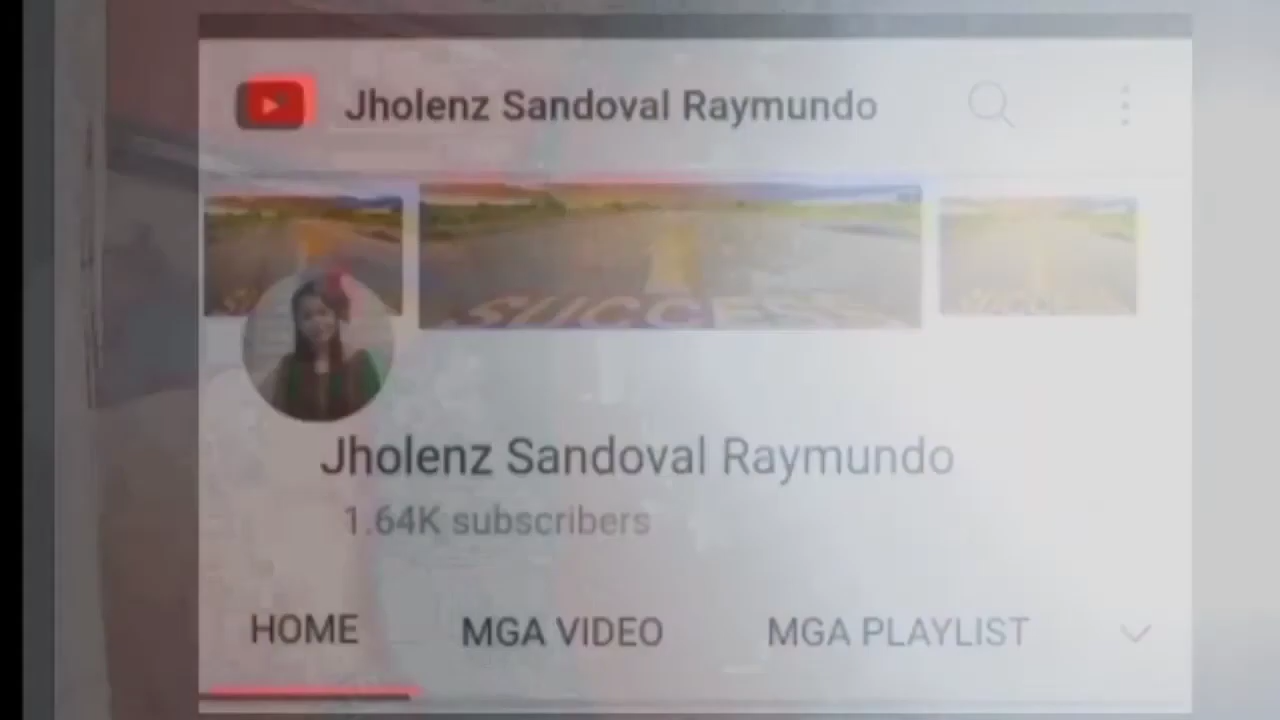 Jholenz Sandoval Raymundo
SUCCESS
Jholenz Sandoval Raymundo
1.64K subscribers
HOME MGA VIDEO MGA PLAYLIST